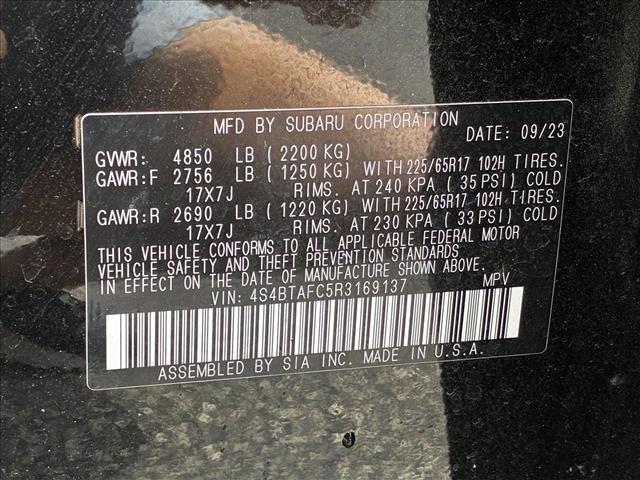 MFD BY SUBARU CORPORATION DATE: 09/23
GVWR: 4850 LB ( 2200 KG)
GAWR:F 2756 LB ( 1250 KG) WITH 225/65R17 102H TIRES.
17X7J RIMS. AT 240 KPA ( 35 PSI) COLD
GAWR:R 2690 LB ( 1220 KG) WITH 225/65R17 102H TIRES.
17X7J RIMS. AT 230 KPA ( 33 PSI) COLD
THIS VEHICLE CONFORMS TO ALL APPLICABLE FEDERAL MOTOR
VEHICLE SAFETY AND THEFT PREVENTION STANDARDS
IN EFFECT ON THE DATE OF MANUFACTURE SHOWN ABOVE.
VIN: 4S4BTAFC5R3169137 MPV
ASSEMBLED BY SIA INC. MADE IN U.S.A.